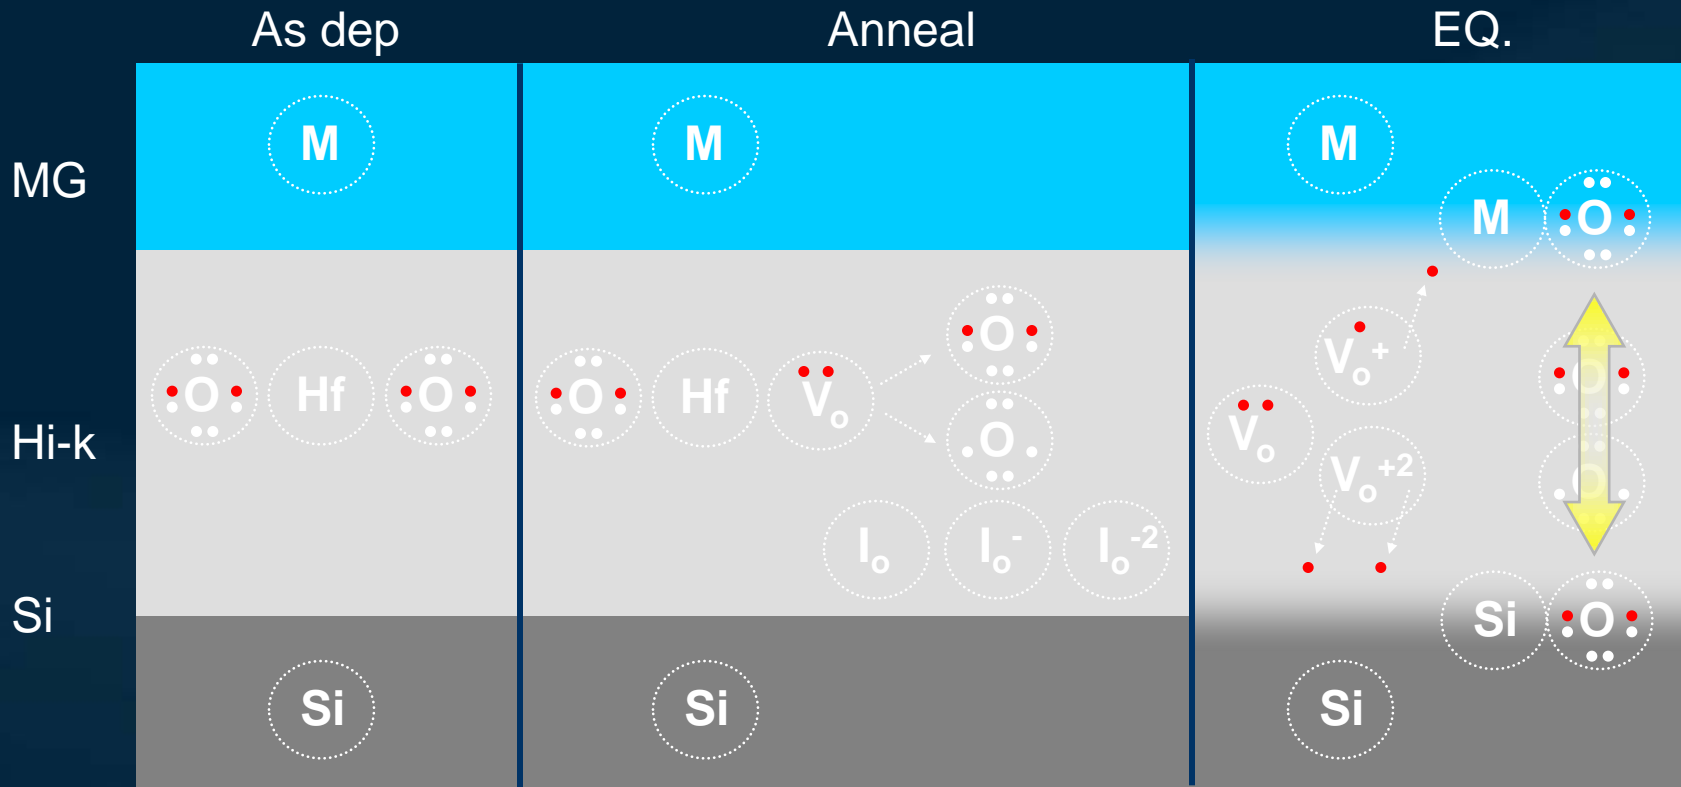 As dep
Anneal
EQ.
MG
Hi-k
Si
M
O Hf O
Si
M
O Hf Vₒ O
O
Iₒ Iₒ⁻ Iₒ⁻²
Si
M
M O
Vₒ⁺ O
Vₒ
Vₒ⁺² O
Si O
Si